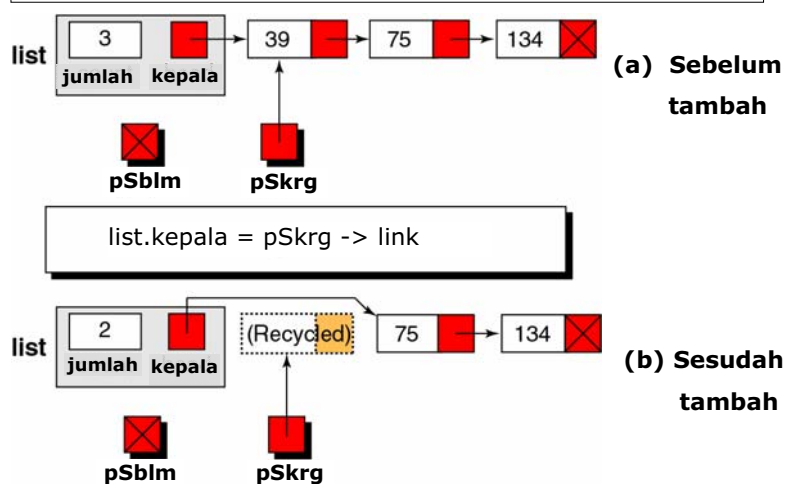 3
39
75
134
list
jumlah kepala
(a) Sebelum
tambah
pSblm
pSkrg
list.kepala = pSkrg -> link
2
(Recycled)
75
134
list
jumlah kepala
(b) Sesudah
tambah
pSblm
pSkrg